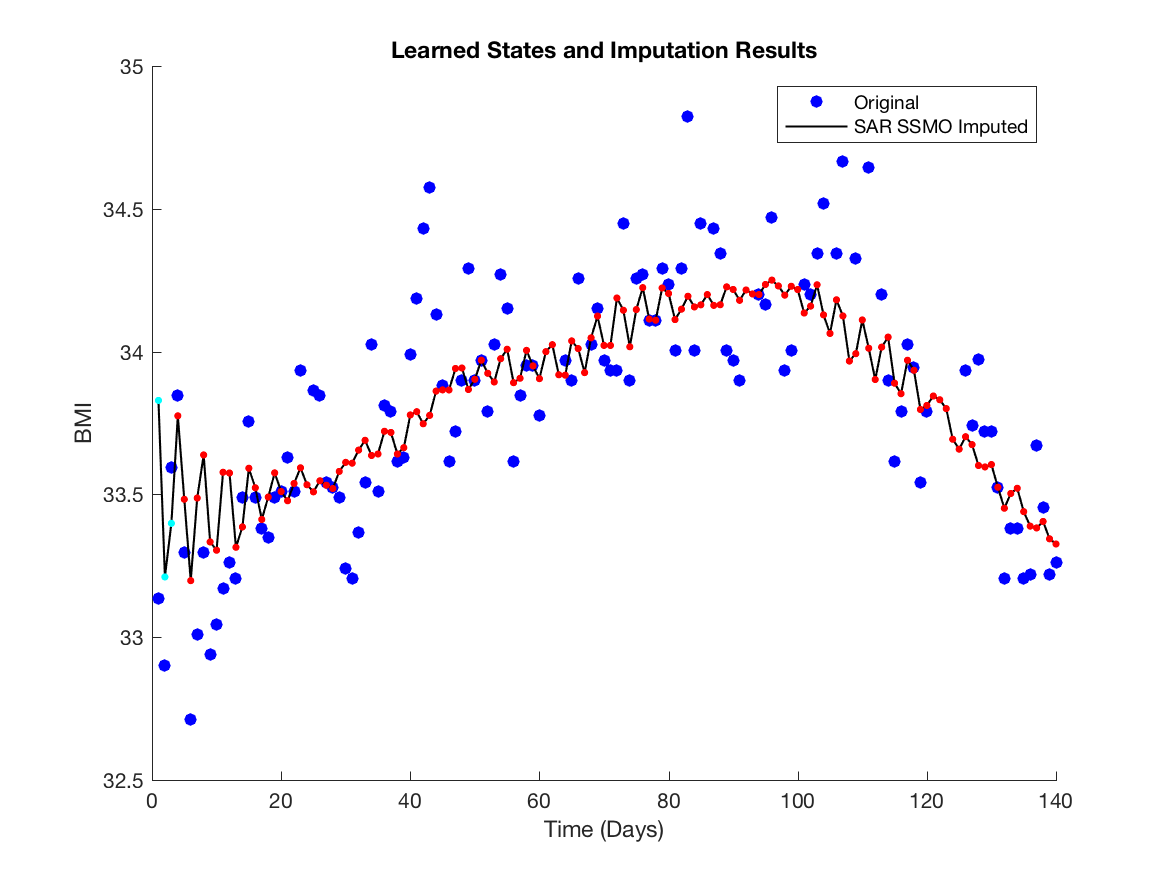 Learned States and Imputation Results
Original
SAR SSMO Imputed
35
34.5
34
33.5
33
32.5
BMI
0 20 40 60 80 100 120 140
Time (Days)